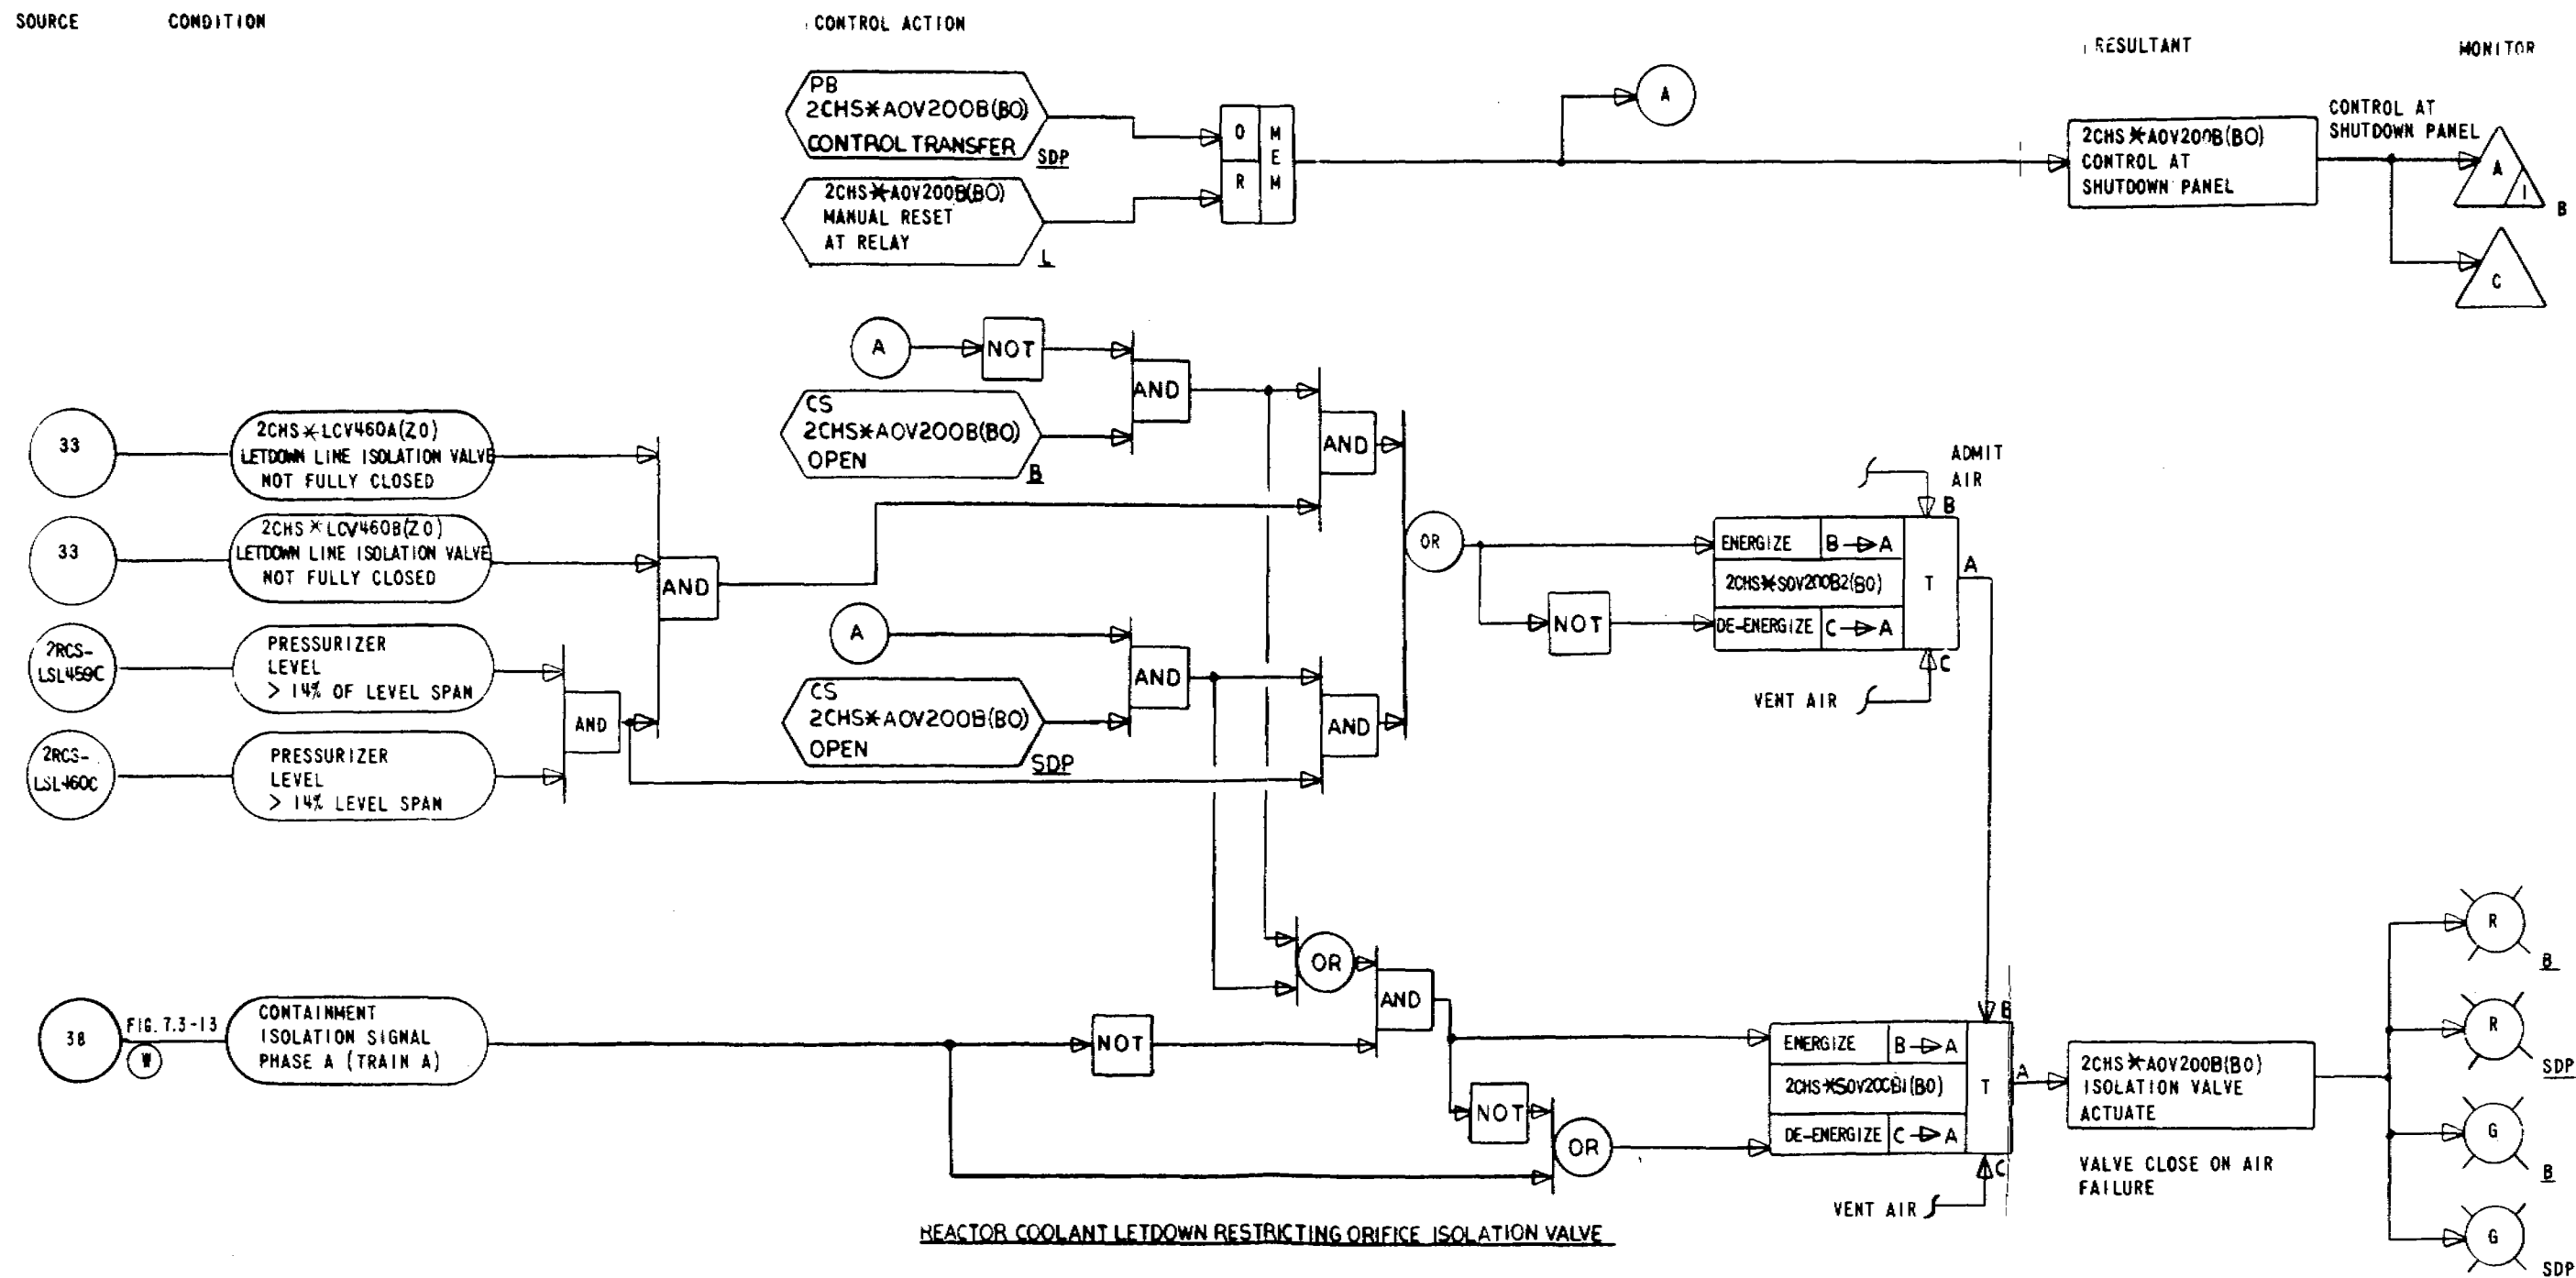 SOURCE CONDITION CONTROL ACTION RESULTANT MONITOR
PB
2CHS*AOV200B(BO)
CONTROL TRANSFER
SDP
2CHS*AOV200B(BO)
MANUAL RESET
AT RELAY
L
O
R
M
E
M
A
2CHS*AOV200B(BO)
CONTROL AT
SHUTDOWN PANEL
CONTROL AT
SHUTDOWN PANEL
A
1
B
C
A
NOT
AND
CS
2CHS*AOV200B(BO)
OPEN
B
AND
33
2CHS*LCV460A(ZO)
LETDOWN LINE ISOLATION VALVE
NOT FULLY CLOSED
33
2CHS*LCV460B(ZO)
LETDOWN LINE ISOLATION VALVE
NOT FULLY CLOSED
AND
2RCS-
LSL459C
PRESSURIZER
LEVEL
> 14% OF LEVEL SPAN
2RCS-
LSL460C
PRESSURIZER
LEVEL
> 14% LEVEL SPAN
AND
A
AND
CS
2CHS*AOV200B(BO)
OPEN
SDP
AND
OR
NOT
ADMIT
AIR
B
ENERGIZE B A
2CHS*SOV200B2(BO)
DE-ENERGIZE C A
T
A
C
VENT AIR
OR
AND
38
FIG. 7.3-13
W
CONTAINMENT
ISOLATION SIGNAL
PHASE A (TRAIN A)
NOT
NOT
OR
B
ENERGIZE B A
2CHS*SOV200B1(BO)
DE-ENERGIZE C A
T
A
C
VENT AIR
2CHS*AOV200B(BO)
ISOLATION VALVE
ACTUATE
VALVE CLOSE ON AIR
FAILURE
R
B
R
SDP
G
B
G
SDP
REACTOR COOLANT LETDOWN RESTRICTING ORIFICE ISOLATION VALVE